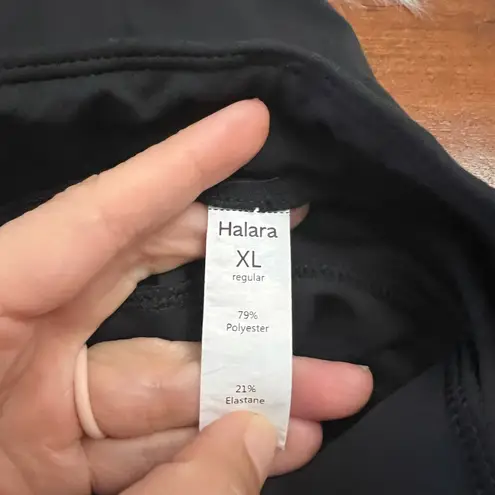 Halara
XL
regular
79%
Polyester
21%
Elastane